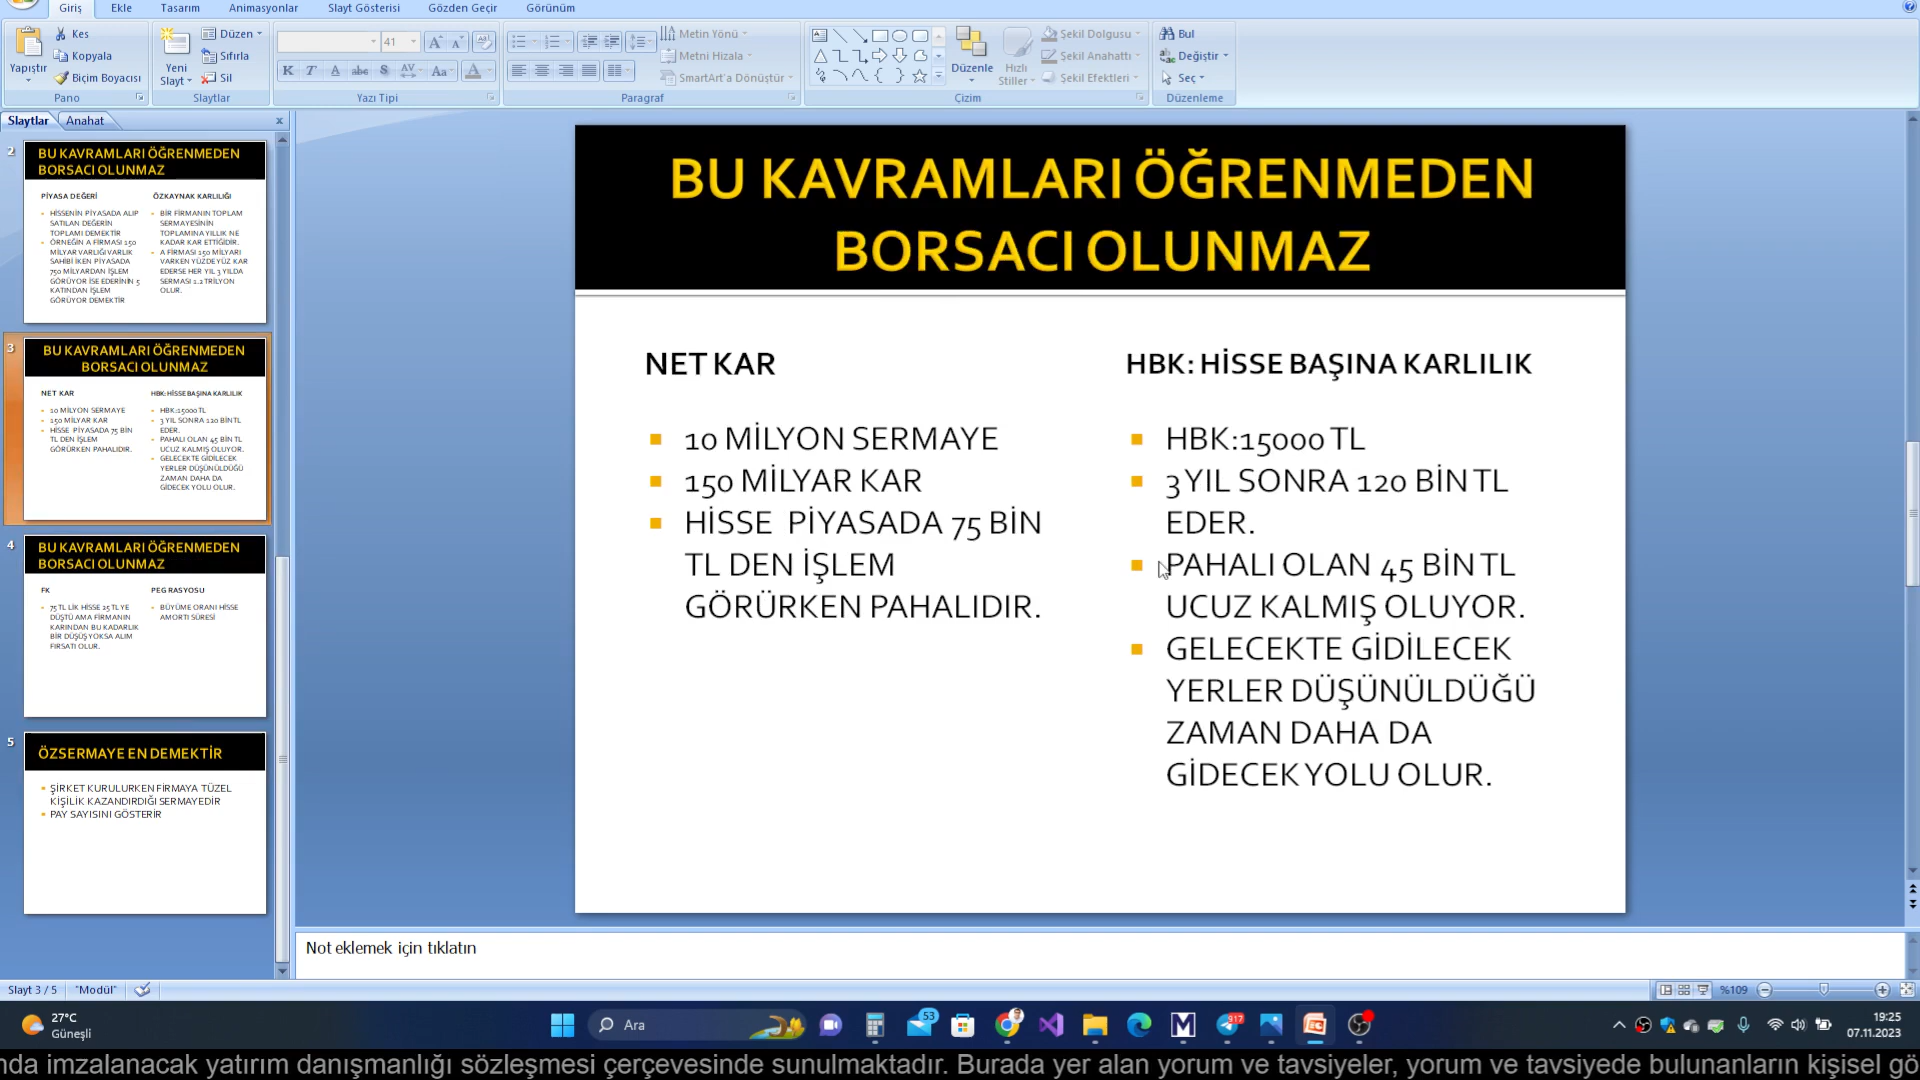 Giriş Ekle Tasarım Animasyonlar Slayt Gösterisi Gözden Geçir Görünüm
Yapıştır
Kes
Kopyala
Biçim Boyacısı
Pano
Yeni
Slayt
Düzen
Sıfırla
Sil
Slaytlar
41
Yazı Tipi
Metin Yönü
Metni Hizala
SmartArt'a Dönüştür
Paragraf
Düzenle
Hızlı
Stiller
Şekil Dolgusu
Şekil Anahattı
Şekil Efektleri
Çizim
Bul
Değiştir
Seç
Düzenleme
Slaytlar Anahat
2
BU KAVRAMLARI ÖĞRENMEDEN
BORSACI OLUNMAZ
PİYASA DEĞERİ
HİSSENİN PİYASADA ALIP
SATILAN DEĞERİN
TOPLAMI DEMEKTİR
ÖRNEĞİN A FİRMASI 150
MİLYAR VARLIĞI VARLIK
SAHİBİ İKEN PİYASADA
750 MİLYARDAN İŞLEM
GÖRÜYOR İSE EDERİNİN 5
KATINDAN İŞLEM
GÖRÜYOR DEMEKTİR
ÖZKAYNAK KARLILIĞI
BİR FİRMANIN TOPLAM
SERMAYESİNİN
TOPLAMINA YILLIK NE
KADAR KAR ETTİĞİDİR.
A FİRMASI 150 MİLYARI
VARKEN YÜZDE YÜZ KAR
EDERSE HER YIL 3 YILDA
SERMASI 1.2 TRİLYON
OLUR.
3
BU KAVRAMLARI ÖĞRENMEDEN
BORSACI OLUNMAZ
NET KAR
10 MİLYON SERMAYE
150 MİLYAR KAR
HİSSE PİYASADA 75 BİN
TL DEN İŞLEM
GÖRÜRKEN PAHALIDIR.
HBK: HİSSE BAŞINA KARLILIK
HBK:15000 TL
3 YIL SONRA 120 BİN TL
EDER.
PAHALI OLAN 45 BİN TL
UCUZ KALMIŞ OLUYOR.
GELECEKTE GİDİLECEK
YERLER DÜŞÜNÜLDÜĞÜ
ZAMAN DAHA DA
GİDECEK YOLU OLUR.
4
BU KAVRAMLARI ÖĞRENMEDEN
BORSACI OLUNMAZ
FK
75 TL LİK HİSSE 25 TL YE
DÜŞTÜ AMA FİRMANIN
KARINDAN BU KADARLIK
BİR DÜŞÜŞ YOKSA ALIM
FIRSATI OLUR.
PEG RASYOSU
BÜYÜME ORANI HİSSE
AMORTI SÜRESİ
5
ÖZSERMAYE EN DEMEKTİR
ŞİRKET KURULURKEN FİRMAYA TÜZEL
KİŞİLİK KAZANDIRDIĞI SERMAYEDİR
PAY SAYISINI GÖSTERİR
BU KAVRAMLARI ÖĞRENMEDEN
BORSACI OLUNMAZ
NET KAR
10 MİLYON SERMAYE
150 MİLYAR KAR
HİSSE PİYASADA 75 BİN
TL DEN İŞLEM
GÖRÜRKEN PAHALIDIR.
HBK: HİSSE BAŞINA KARLILIK
HBK:15000 TL
3 YIL SONRA 120 BİN TL
EDER.
PAHALI OLAN 45 BİN TL
UCUZ KALMIŞ OLUYOR.
GELECEKTE GİDİLECEK
YERLER DÜŞÜNÜLDÜĞÜ
ZAMAN DAHA DA
GİDECEK YOLU OLUR.
Not eklemek için tıklatın
Slayt 3 / 5 "Modül" %109
27°C
Güneşli
Ara
53
917
19:25
07.11.2023
nda imzalanacak yatırım danışmanlığı sözleşmesi çerçevesinde sunulmaktadır. Burada yer alan yorum ve tavsiyeler, yorum ve tavsiyede bulunanların kişisel gö